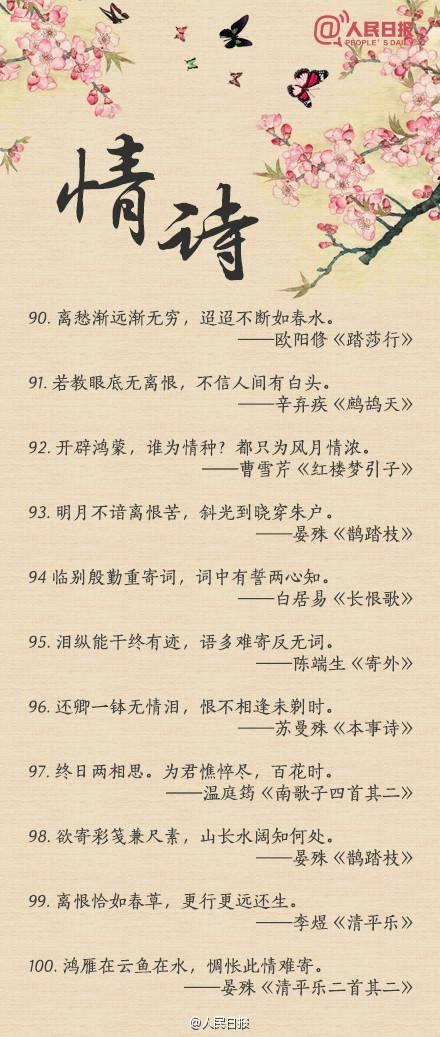 @人民日报
PEOPLE'S DAILY
情诗
90. 离愁渐远渐无穷，迢迢不断如春水。
——欧阳修《踏莎行》
91. 若教眼底无离恨，不信人间有白头。
——辛弃疾《鹧鸪天》
92. 开辟鸿蒙，谁为情种？都只为风月情浓。
——曹雪芹《红楼梦引子》
93. 明月不谙离恨苦，斜光到晓穿朱户。
——晏殊《鹊踏枝》
94 临别殷勤重寄词，词中有誓两心知。
——白居易《长恨歌》
95. 泪纵能干终有迹，语多难寄反无词。
——陈端生《寄外》
96. 还卿一钵无情泪，恨不相逢未剃时。
——苏曼殊《本事诗》
97. 终日两相思。为君憔悴尽，百花时。
——温庭筠《南歌子四首其二》
98. 欲寄彩笺兼尺素，山长水阔知何处。
——晏殊《鹊踏枝》
99. 离恨恰如春草，更行更远还生。
——李煜《清平乐》
100. 鸿雁在云鱼在水，惆怅此情难寄。
——晏殊《清平乐二首其二》
@人民日报